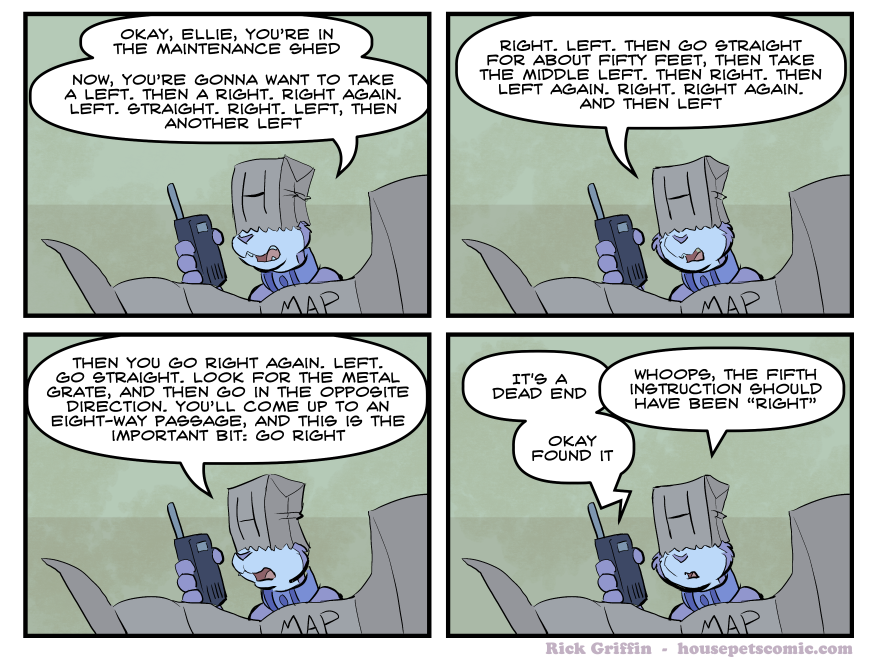 OKAY, ELLIE, YOU'RE IN
THE MAINTENANCE SHED
NOW, YOU'RE GONNA WANT TO TAKE
A LEFT. THEN A RIGHT. RIGHT AGAIN.
LEFT. STRAIGHT. RIGHT. LEFT, THEN
ANOTHER LEFT
H
MAP
RIGHT. LEFT. THEN GO STRAIGHT
FOR ABOUT FIFTY FEET, THEN TAKE
THE MIDDLE LEFT. THEN RIGHT. THEN
LEFT AGAIN. RIGHT. RIGHT AGAIN.
AND THEN LEFT
H
MAP
THEN YOU GO RIGHT AGAIN. LEFT.
GO STRAIGHT. LOOK FOR THE METAL
GRATE, AND THEN GO IN THE OPPOSITE
DIRECTION. YOU'LL COME UP TO AN
EIGHT-WAY PASSAGE, AND THIS IS THE
IMPORTANT BIT: GO RIGHT
H
MAP
IT'S A
DEAD END
WHOOPS, THE FIFTH
INSTRUCTION SHOULD
HAVE BEEN "RIGHT"
OKAY
FOUND IT
H
MAP
Rick Griffin - housepetscomic.com